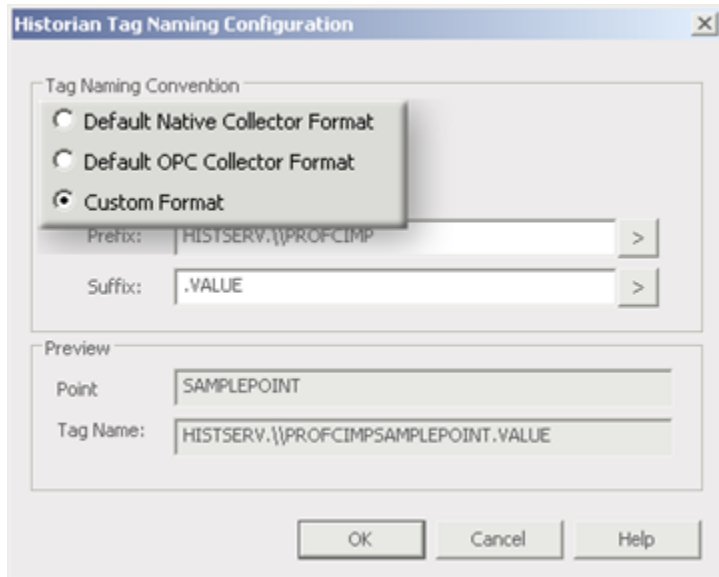 Historian Tag Naming Configuration
Tag Naming Convention
Default Native Collector Format
Default OPC Collector Format
Custom Format
Prefix: HISTSERV.\\PROFCIMP >
Suffix: .VALUE >
Preview
Point SAMPLEPOINT
Tag Name: HISTSERV.\\PROFCIMPSAMPLEPOINT.VALUE
OK Cancel Help